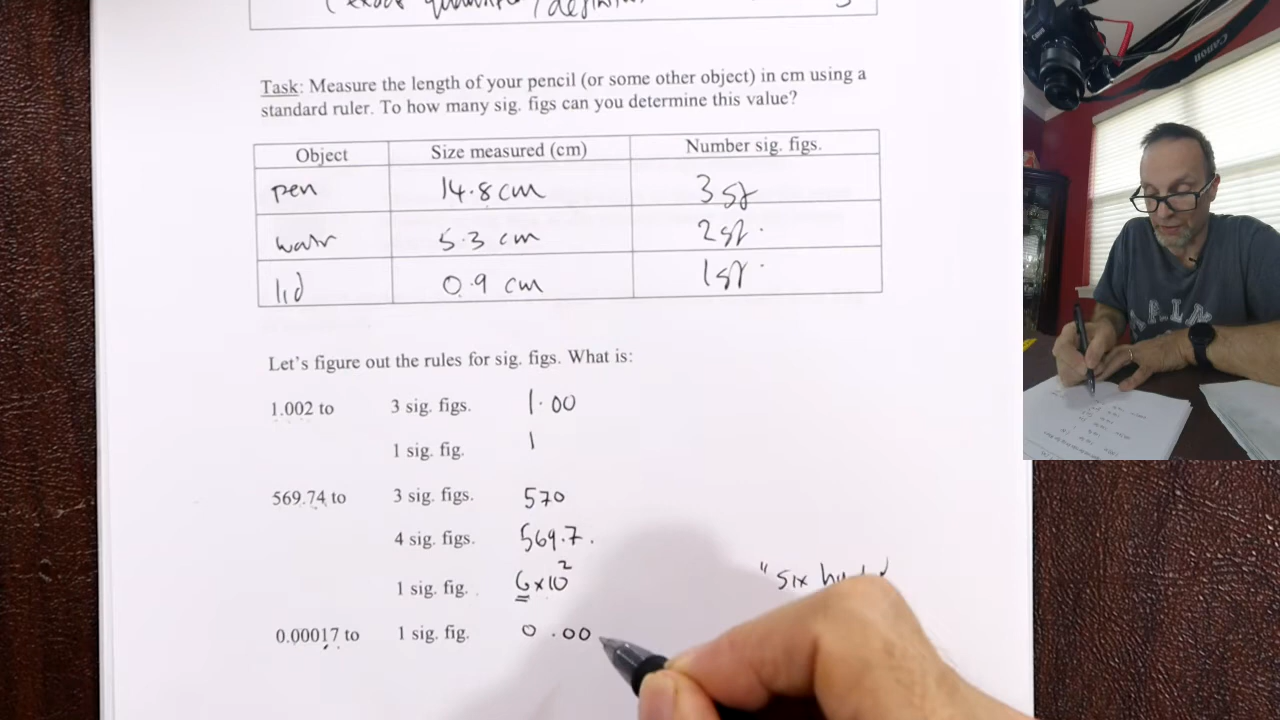 (exact
Task: Measure the length of your pencil (or some other object) in cm using a
standard ruler. To how many sig. figs can you determine this value?
Object Size measured (cm) Number sig. figs.
pen 14.8 cm 3 sf
5.3 cm 2 sf.
lid 0.9 cm 1 sf.
Let's figure out the rules for sig. figs. What is:
1.002 to 3 sig. figs. 1.00
1 sig. fig. 1
569.74 to 3 sig. figs. 570
4 sig. figs. 569.7.
1 sig. fig. 6x10² "six
0.00017 to 1 sig. fig. 0.00
Canon